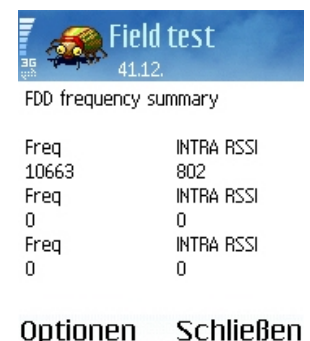 Field test
3G
41.12.
FDD frequency summary
Freq INTRA RSSI
10663 802
Freq INTRA RSSI
0 0
Freq INTRA RSSI
0 0
Optionen Schließen